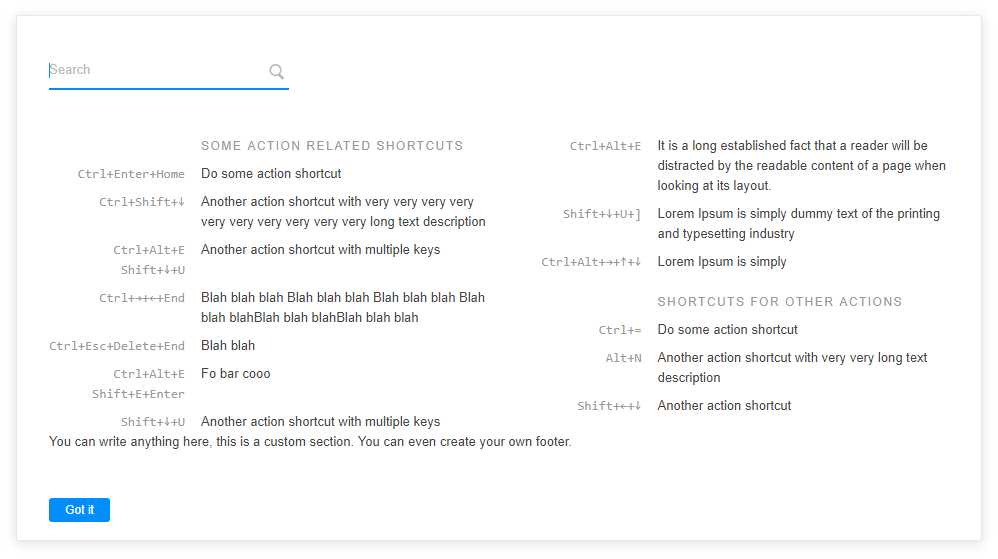 Search
SOME ACTION RELATED SHORTCUTS
Ctrl+Enter+Home Do some action shortcut
Ctrl+Shift+↓ Another action shortcut with very very very very
very very very very very very long text description
Ctrl+Alt+E Another action shortcut with multiple keys
Shift+↓+U
Ctrl+→+←+End Blah blah blah Blah blah blah Blah blah blah Blah
blah blahBlah blah blahBlah blah blah
Ctrl+Esc+Delete+End Blah blah
Ctrl+Alt+E Fo bar cooo
Shift+E+Enter
Shift+↓+U Another action shortcut with multiple keys
Ctrl+Alt+E It is a long established fact that a reader will be
distracted by the readable content of a page when
looking at its layout.
Shift+↓+U+] Lorem Ipsum is simply dummy text of the printing
and typesetting industry
Ctrl+Alt+→+↑+↓ Lorem Ipsum is simply
SHORTCUTS FOR OTHER ACTIONS
Ctrl+= Do some action shortcut
Alt+N Another action shortcut with very very long text
description
Shift+←+↓ Another action shortcut
You can write anything here, this is a custom section. You can even create your own footer.
Got it